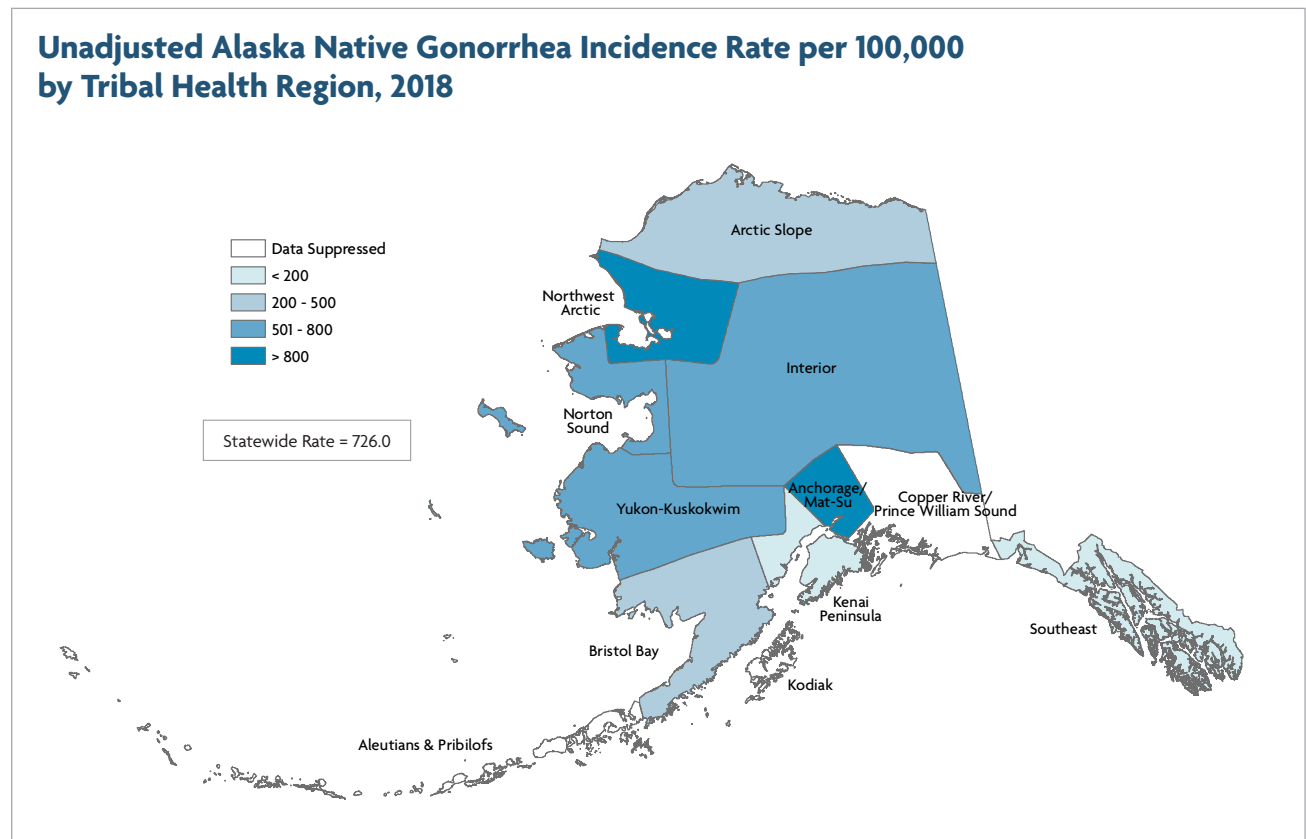 Unadjusted Alaska Native Gonorrhea Incidence Rate per 100,000
by Tribal Health Region, 2018
Data Suppressed
< 200
200 - 500
501 - 800
> 800
Statewide Rate = 726.0
Arctic Slope
Northwest
Arctic
Interior
Norton
Sound
Anchorage/
Mat-Su
Copper River/
Prince William Sound
Yukon-Kuskokwim
Kenai
Peninsula
Southeast
Bristol Bay
Kodiak
Aleutians & Pribilofs